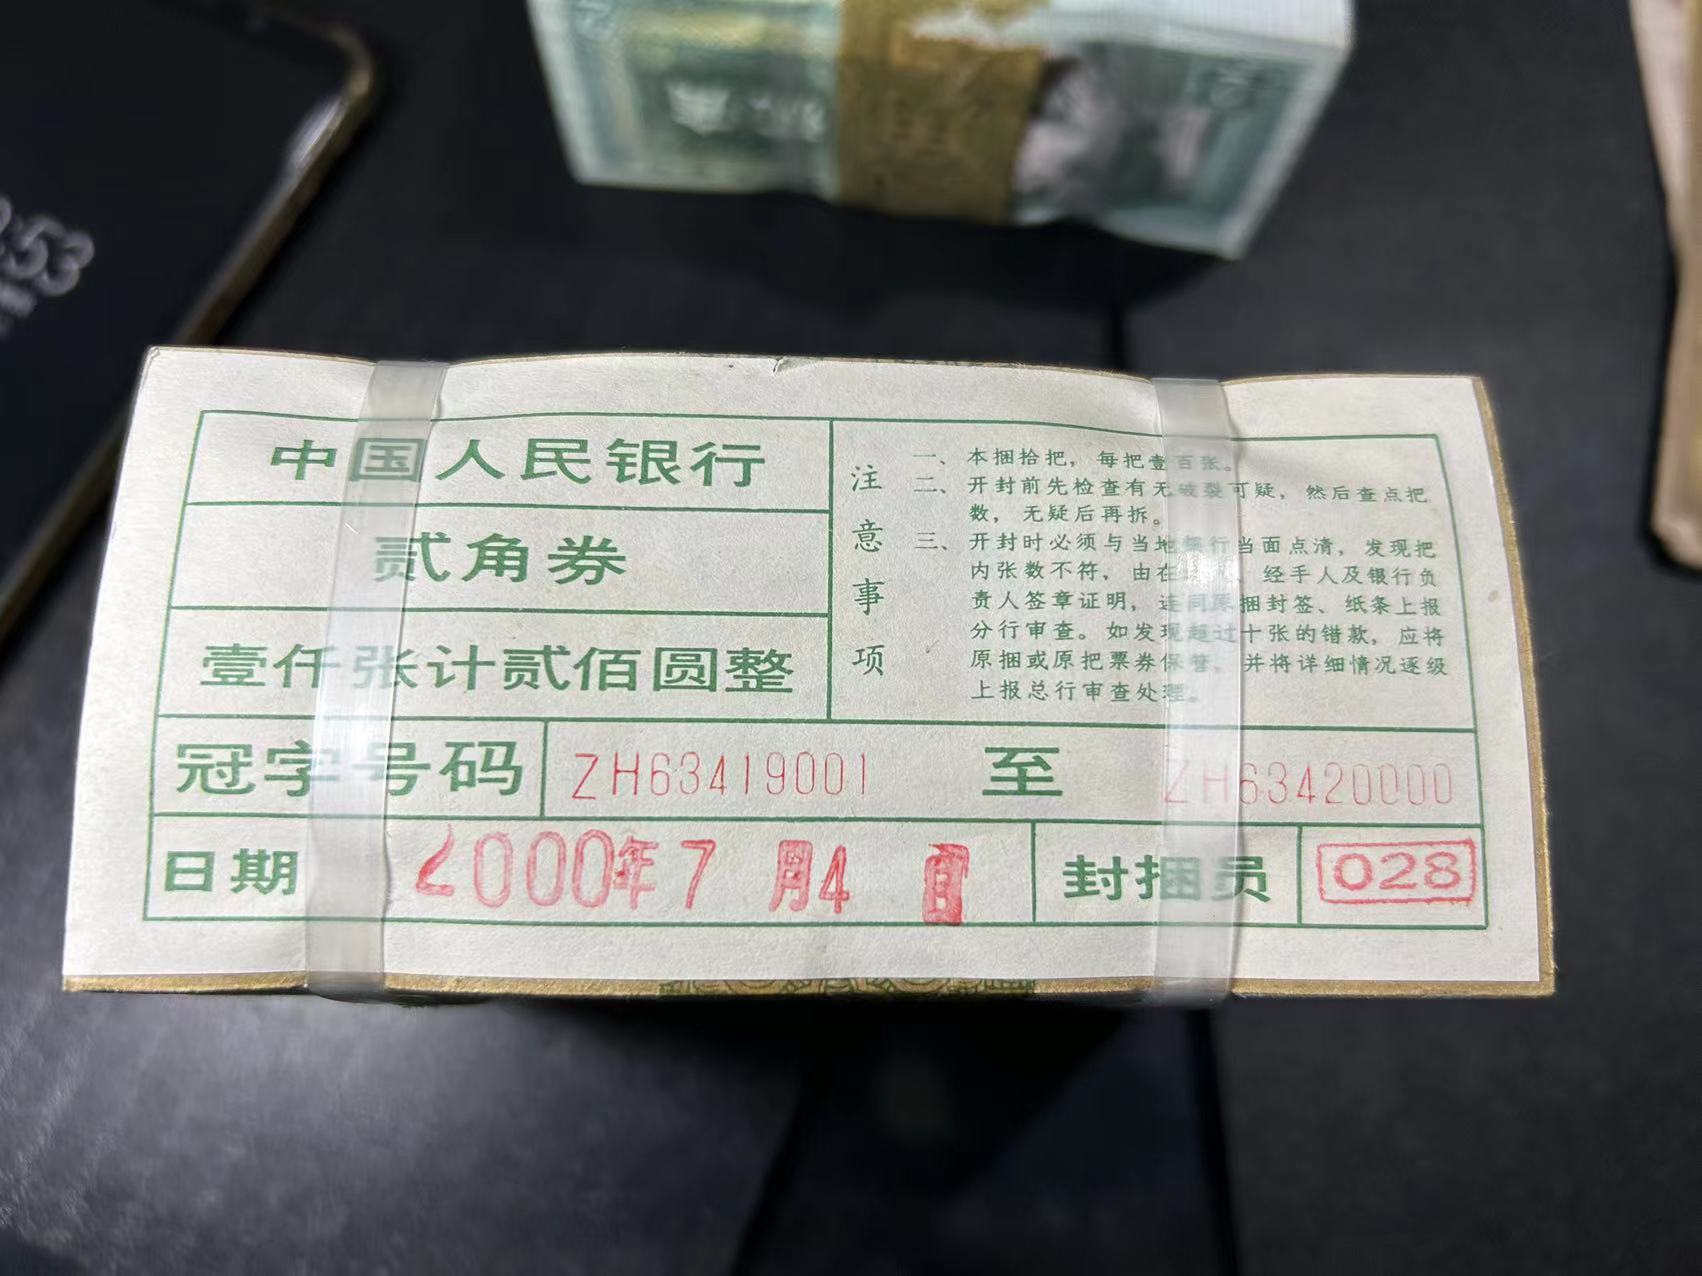 :53
中国人民银行
贰角券
壹仟张计贰佰圆整
注意事项
一、本捆拾把，每把壹百张。
二、开封前先检查有无破裂可疑，然后查点把
数，无疑后再拆。
三、开封时必须与当地银行当面点清，发现把
内张数不符，由在 经手人及银行负
责人签章证明，连同原捆封签、纸条上报
分行审查。如发现超过十张的错款，应将
原捆或原把票券保管，并将详细情况逐级
上报总行审查处理。
冠字号码 ZH63419001 至 ZH63420000
日期 2000年7月4日 封捆员 028